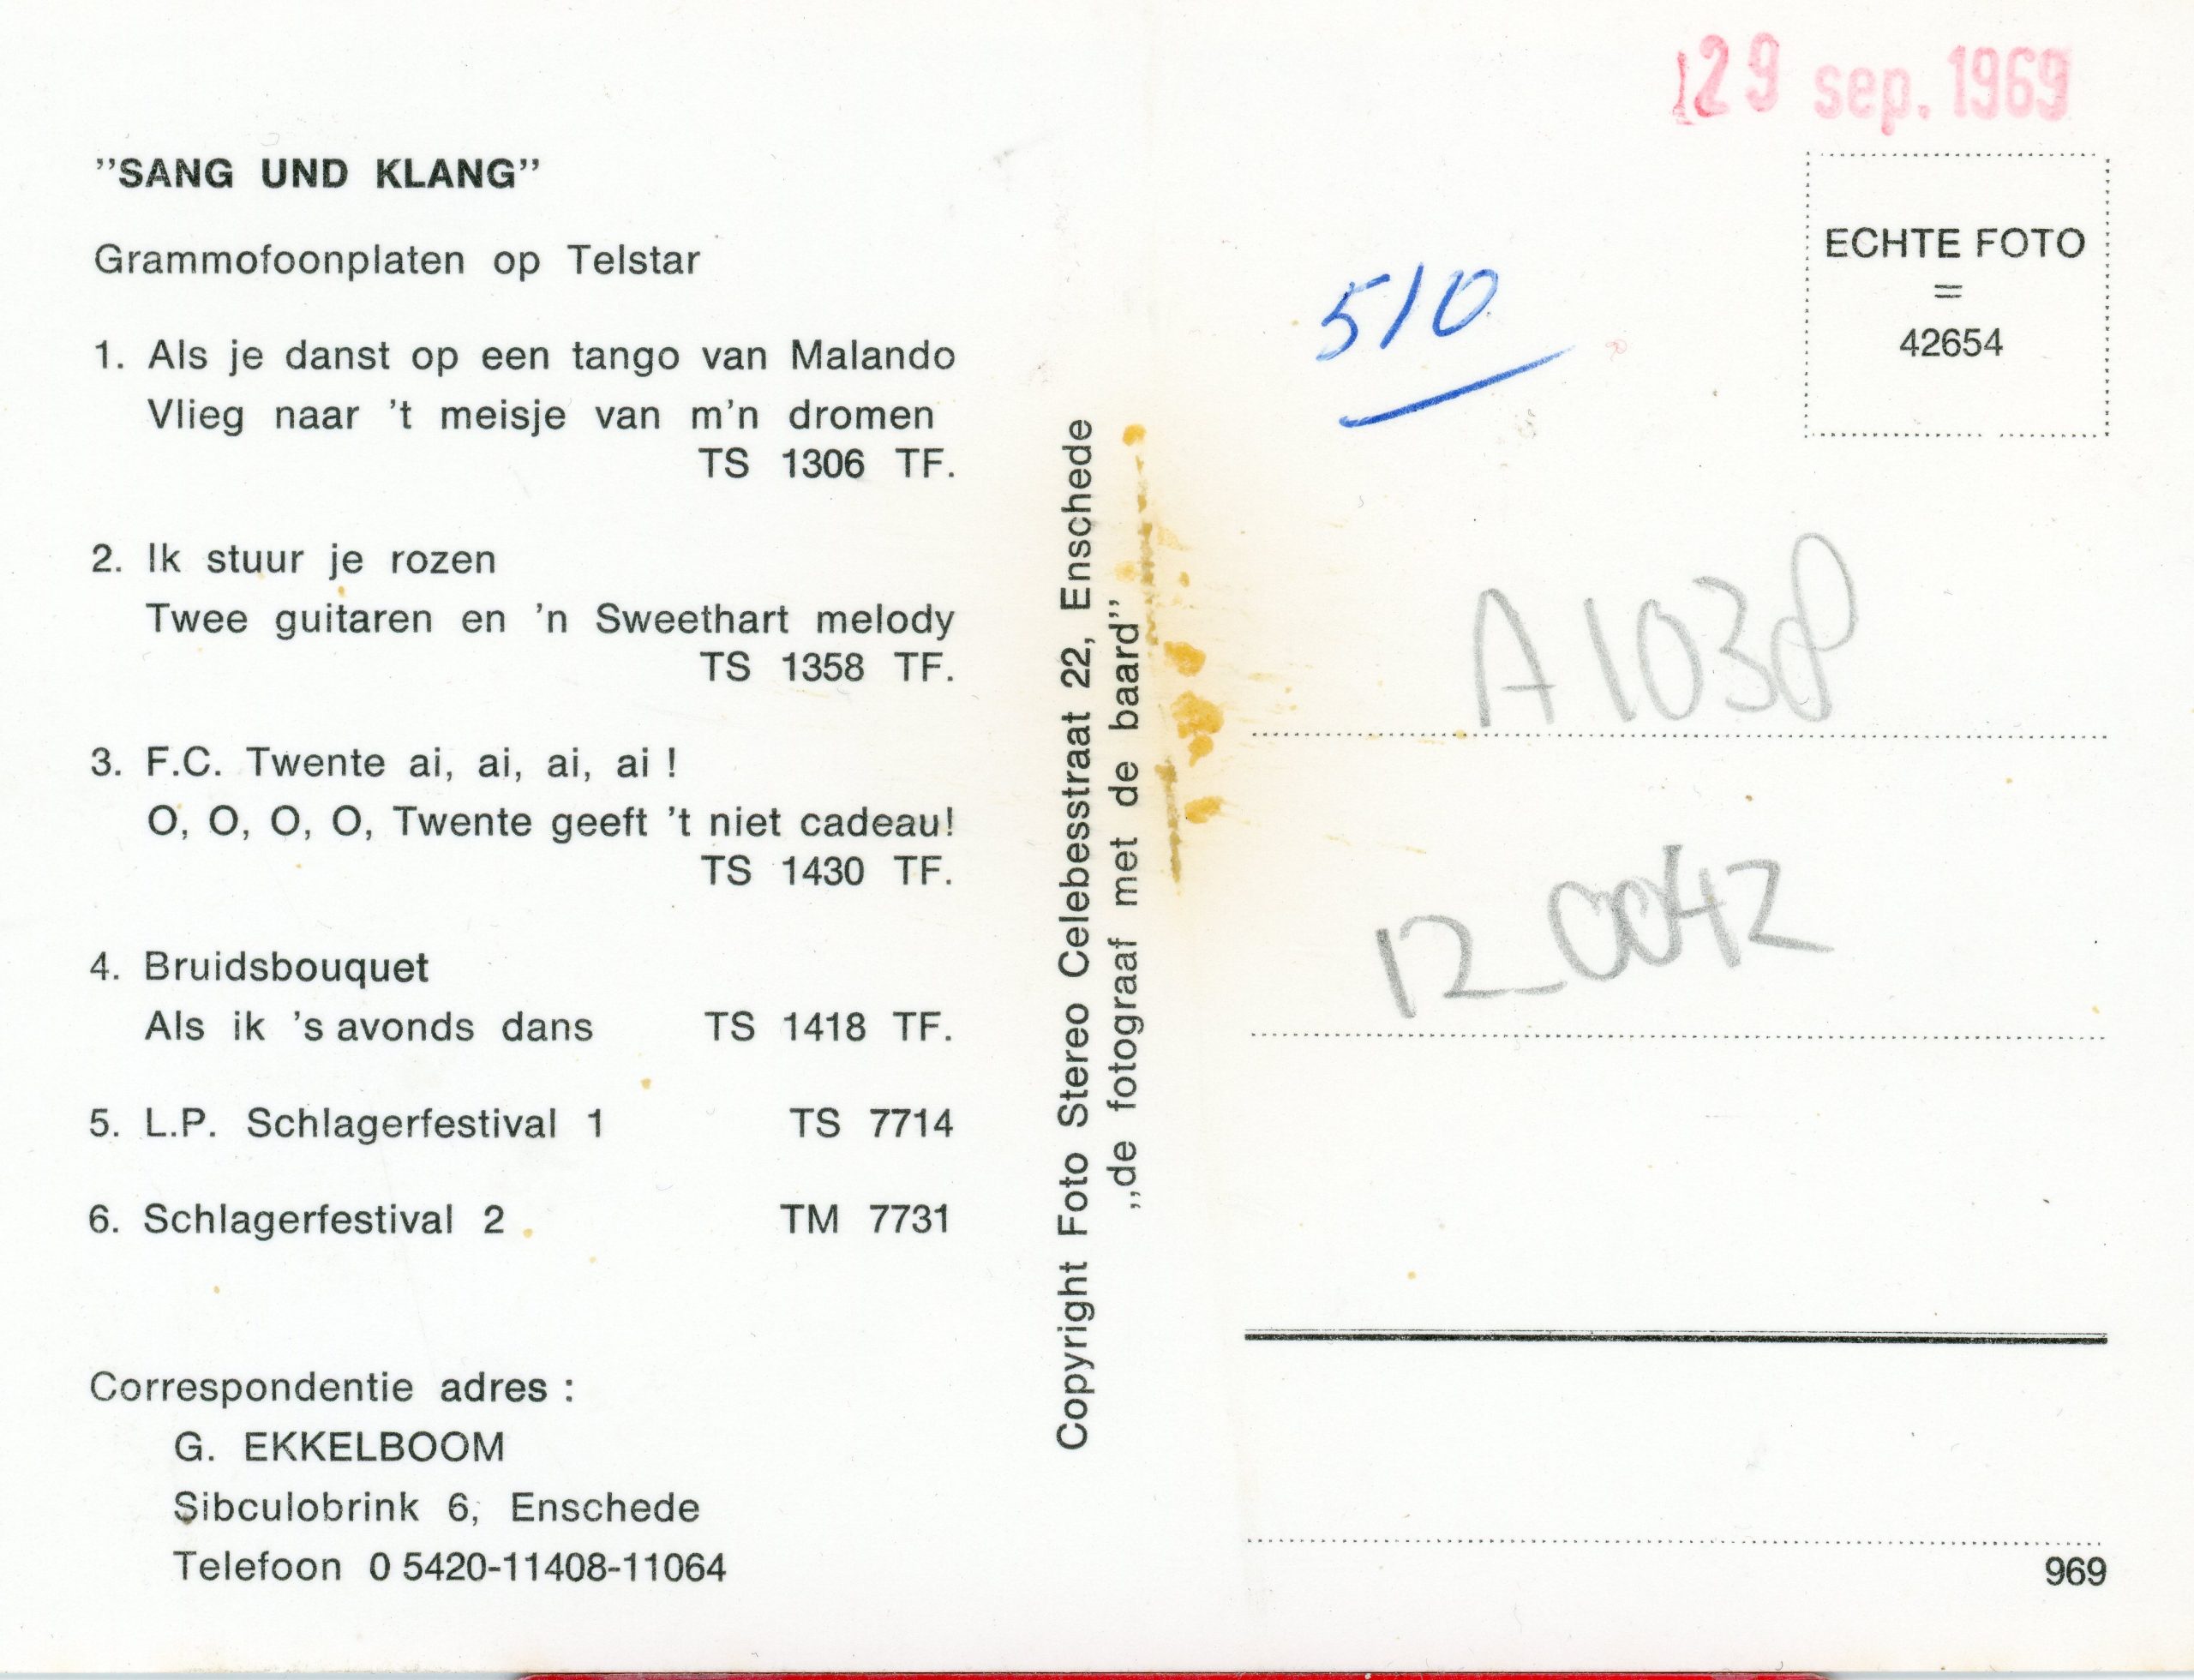 29 sep. 1969
"SANG UND KLANG"
Grammofoonplaten op Telstar
1. Als je danst op een tango van Malando
Vlieg naar 't meisje van m'n dromen
TS 1306 TF.
2. Ik stuur je rozen
Twee guitaren en 'n Sweethart melody
TS 1358 TF.
3. F.C. Twente ai, ai, ai, ai !
O, O, O, O, Twente geeft 't niet cadeau!
TS 1430 TF.
4. Bruidsbouquet
Als ik 's avonds dans TS 1418 TF.
5. L.P. Schlagerfestival 1 TS 7714
6. Schlagerfestival 2 TM 7731
Correspondentie adres :
G. EKKELBOOM
Sibculobrink 6, Enschede
Telefoon 0 5420-11408-11064
Copyright Foto Stereo Celebesstraat 22, Enschede
„de fotograaf met de baard”
ECHTE FOTO
=
42654
510
A1038
12_0042
969